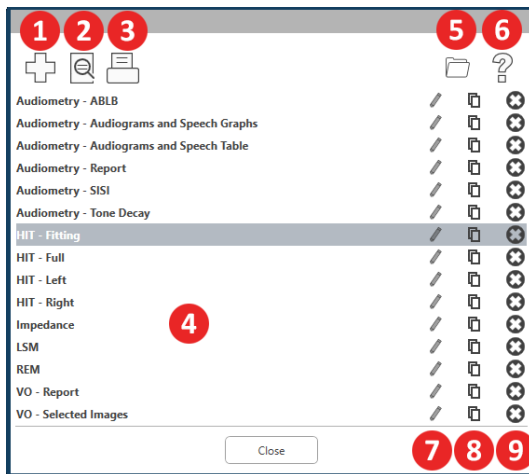 1 2 3 5 6
Audiometry - ABLB
Audiometry - Audiograms and Speech Graphs
Audiometry - Audiograms and Speech Table
Audiometry - Report
Audiometry - SISI
Audiometry - Tone Decay
HIT - Fitting
HIT - Full
HIT - Left
HIT - Right
Impedance
4
LSM
REM
VO - Report
VO - Selected Images
Close
7 8 9